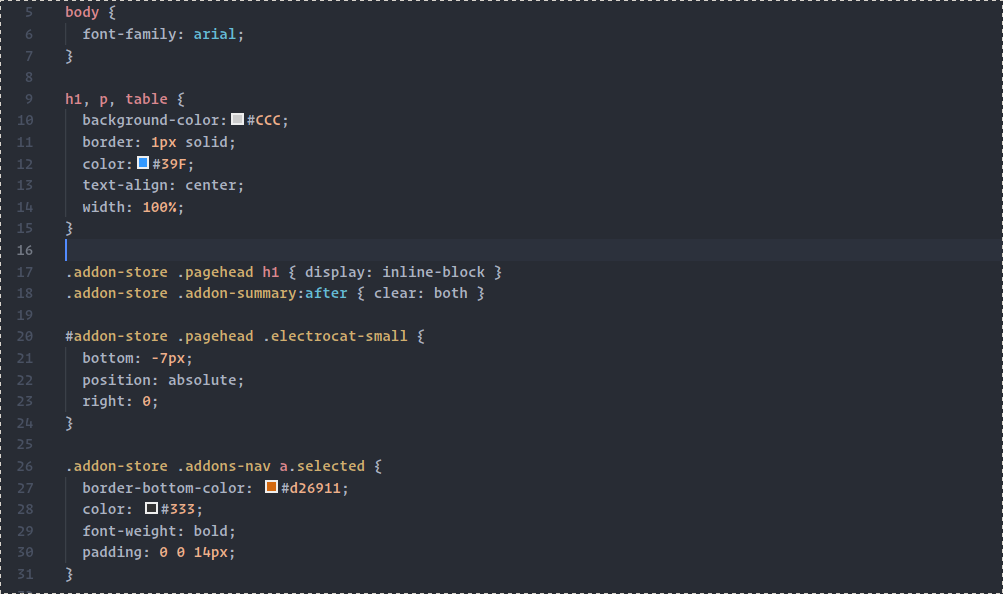 5 body {
6 font-family: arial;
7 }
8
9 h1, p, table {
10 background-color: #CCC;
11 border: 1px solid;
12 color: #39F;
13 text-align: center;
14 width: 100%;
15 }
16
17 .addon-store .pagehead h1 { display: inline-block }
18 .addon-store .addon-summary:after { clear: both }
19
20 #addon-store .pagehead .electrocat-small {
21 bottom: -7px;
22 position: absolute;
23 right: 0;
24 }
25
26 .addon-store .addons-nav a.selected {
27 border-bottom-color: #d26911;
28 color: #333;
29 font-weight: bold;
30 padding: 0 0 14px;
31 }